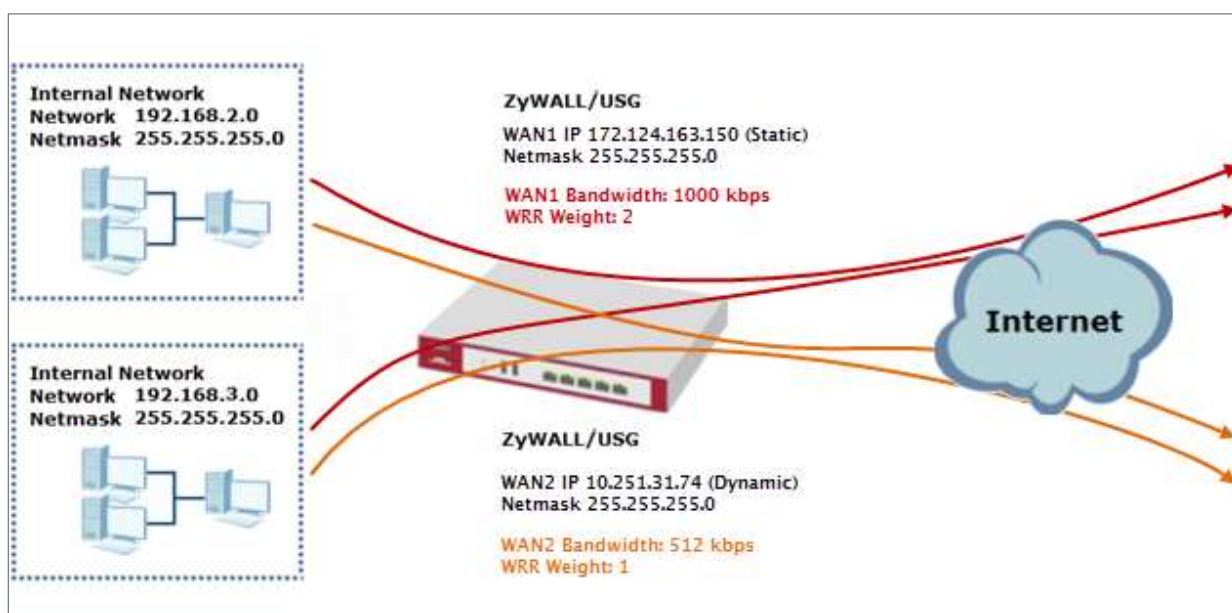 Internal Network
Network 192.168.2.0
Netmask 255.255.255.0
ZyWALL/USG
WAN1 IP 172.124.163.150 (Static)
Netmask 255.255.255.0
WAN1 Bandwidth: 1000 kbps
WRR Weight: 2
Internet
Internal Network
Network 192.168.3.0
Netmask 255.255.255.0
ZyWALL/USG
WAN2 IP 10.251.31.74 (Dynamic)
Netmask 255.255.255.0
WAN2 Bandwidth: 512 kbps
WRR Weight: 1